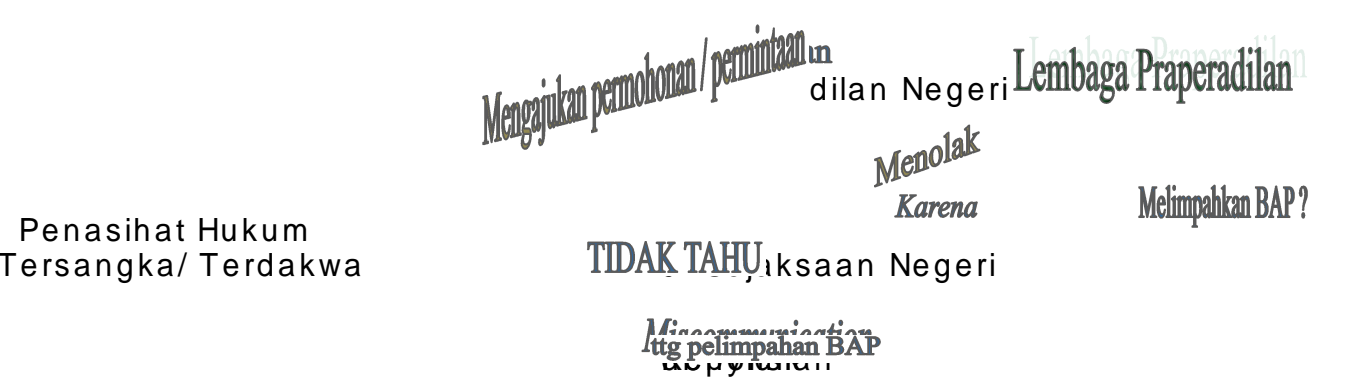 Mengajukan permohonan / permintaan
dilan Negeri
Lembaga Praperadilan
Menolak
Karena
Melimpahkan BAP ?
Penasihat Hukum
Tersangka/ Terdakwa
TIDAK TAHU
aksaan Negeri
Miscommunication
ttg pelimpahan BAP